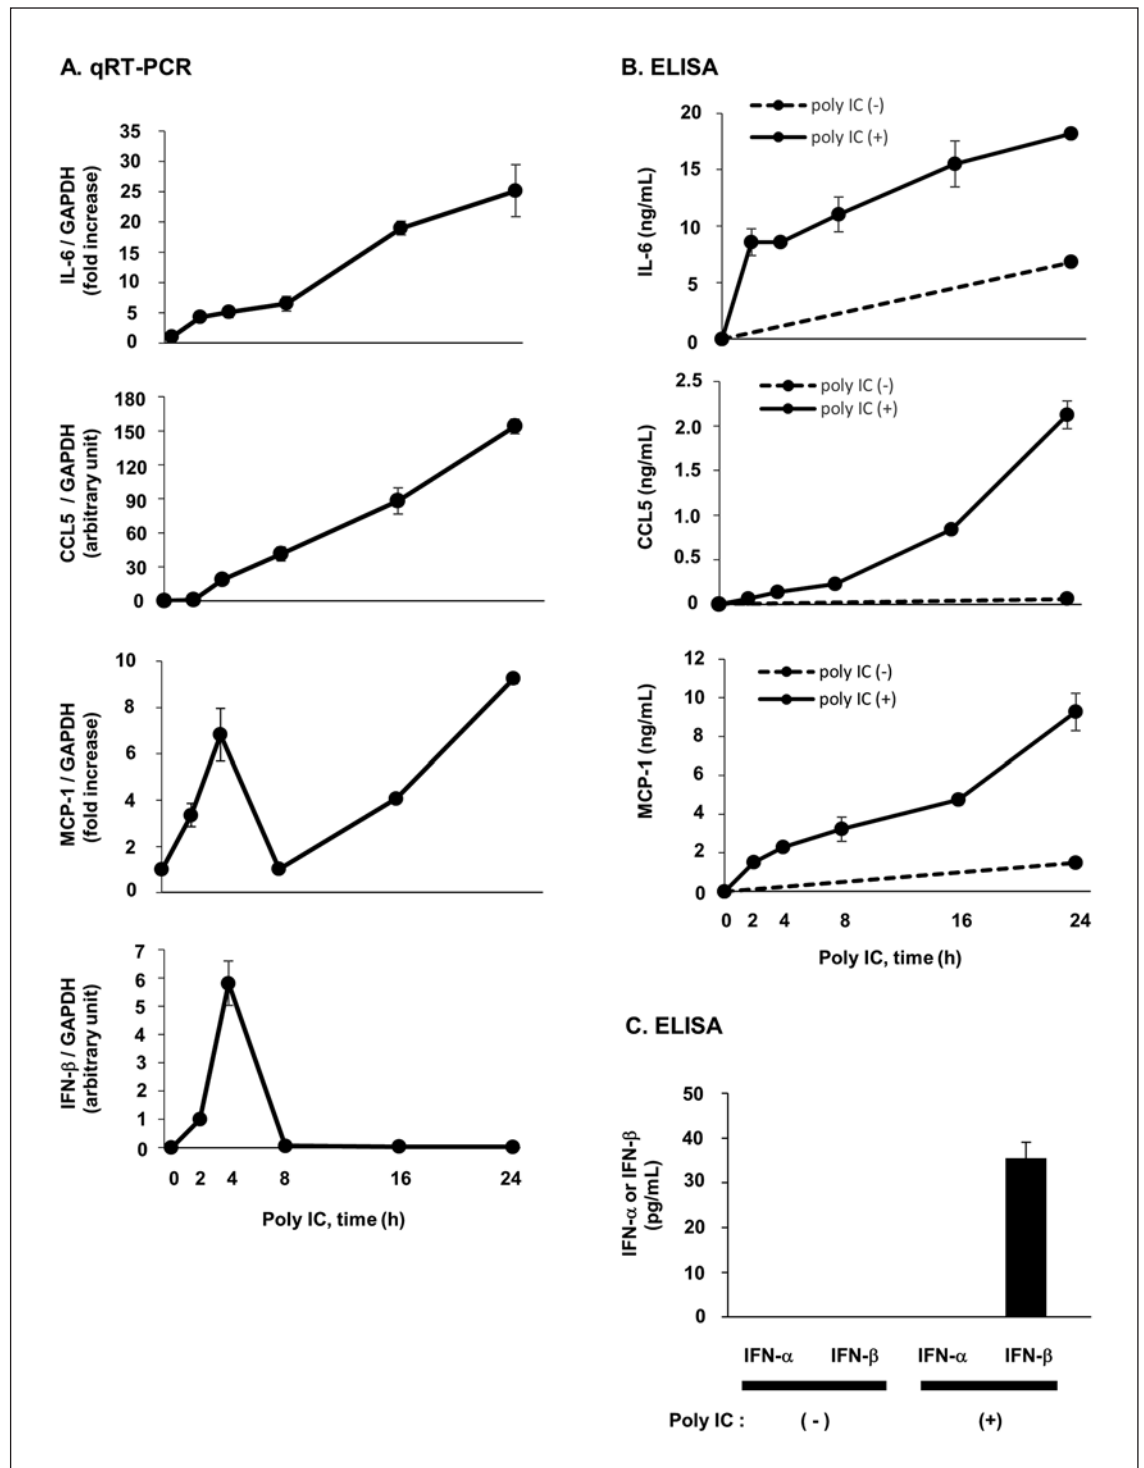 A. qRT-PCR
IL-6 / GAPDH
(fold increase)
35
30
25
20
15
10
5
0
CCL5 / GAPDH
(arbitrary unit)
180
150
120
90
60
30
0
MCP-1 / GAPDH
(fold increase)
10
8
6
4
2
0
IFN-β / GAPDH
(arbitrary unit)
7
6
5
4
3
2
1
0
0 2 4 8 16 24
Poly IC, time (h)
B. ELISA
IL-6 (ng/mL)
20
15
10
5
0
poly IC (-)
poly IC (+)
CCL5 (ng/mL)
2.5
2.0
1.5
1.0
0.5
0
poly IC (-)
poly IC (+)
MCP-1 (ng/mL)
12
10
8
6
4
2
0
poly IC (-)
poly IC (+)
0 2 4 8 16 24
Poly IC, time (h)
C. ELISA
IFN-α or IFN-β
(pg/mL)
50
40
30
20
10
0
IFN-α IFN-β IFN-α IFN-β
Poly IC : ( - ) (+)